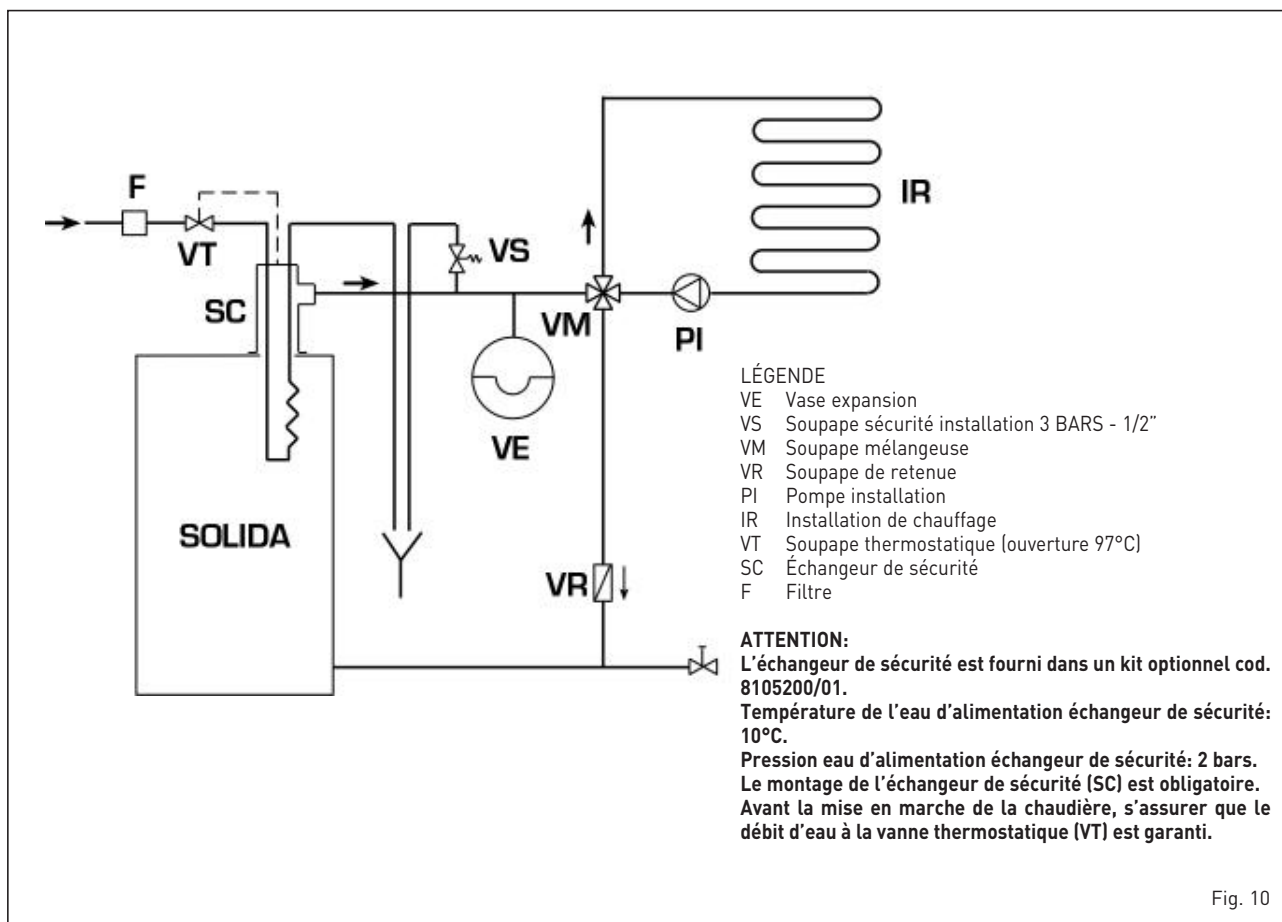 F
VT
SC
VS
VM
PI
IR
VE
SOLIDA
VR
LÉGENDE
VE Vase expansion
VS Soupape sécurité installation 3 BARS - 1/2”
VM Soupape mélangeuse
VR Soupape de retenue
PI Pompe installation
IR Installation de chauffage
VT Soupape thermostatique (ouverture 97°C)
SC Échangeur de sécurité
F Filtre
ATTENTION:
L’échangeur de sécurité est fourni dans un kit optionnel cod.
8105200/01.
Température de l’eau d’alimentation échangeur de sécurité:
10°C.
Pression eau d’alimentation échangeur de sécurité: 2 bars.
Le montage de l’échangeur de sécurité (SC) est obligatoire.
Avant la mise en marche de la chaudière, s’assurer que le
débit d’eau à la vanne thermostatique (VT) est garanti.
Fig. 10